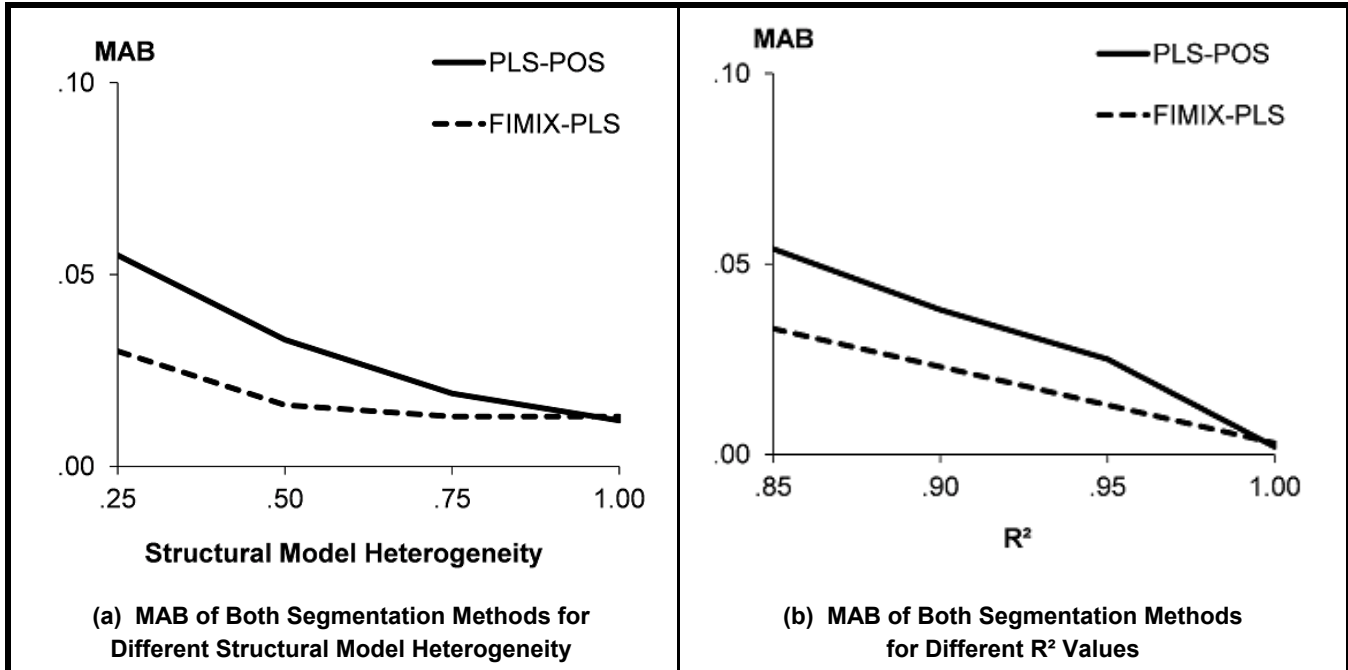 MAB
PLS-POS
FIMIX-PLS
.10
.05
.00
.25 .50 .75 1.00
Structural Model Heterogeneity
(a) MAB of Both Segmentation Methods for
Different Structural Model Heterogeneity
MAB
PLS-POS
FIMIX-PLS
.10
.05
.00
.85 .90 .95 1.00
R²
(b) MAB of Both Segmentation Methods
for Different R² Values